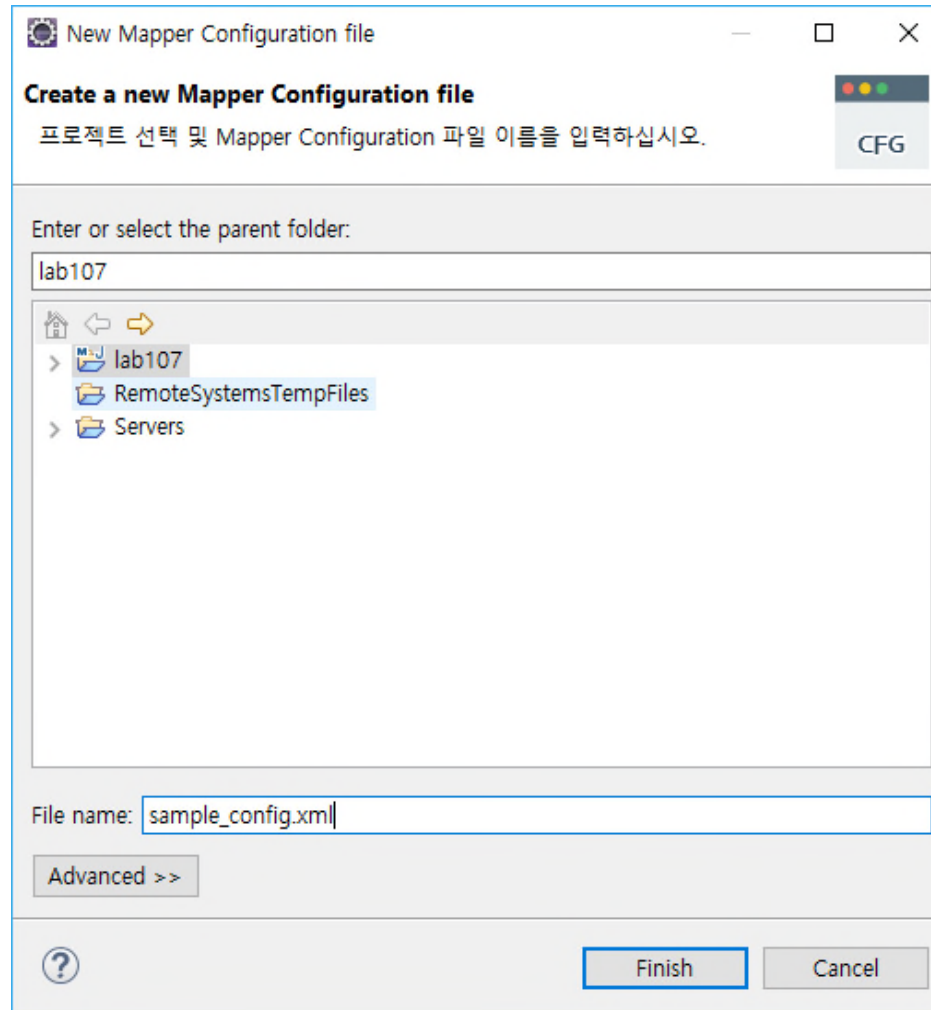 New Mapper Configuration file
Create a new Mapper Configuration file
프로젝트 선택 및 Mapper Configuration 파일 이름을 입력하십시오.
CFG
Enter or select the parent folder:
lab107
lab107
RemoteSystemsTempFiles
Servers
File name: sample_config.xml
Advanced >>
?
Finish
Cancel